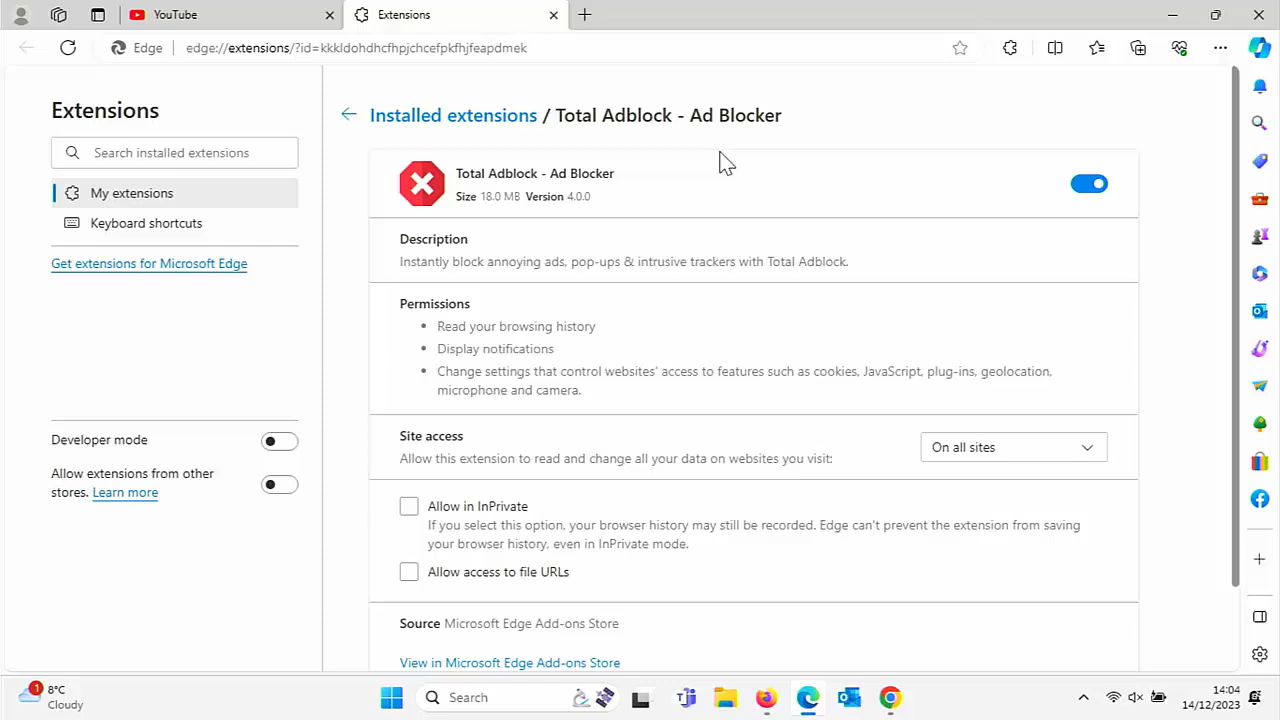 YouTube
Extensions
Edge
edge://extensions/?id=kkkldohdhcfhpjchcefpkfhjfeapdmek
Extensions
Search installed extensions
My extensions
Keyboard shortcuts
Get extensions for Microsoft Edge
Developer mode
Allow extensions from other
stores. Learn more
Installed extensions / Total Adblock - Ad Blocker
Total Adblock - Ad Blocker
Size 18.0 MB Version 4.0.0
Description
Instantly block annoying ads, pop-ups & intrusive trackers with Total Adblock.
Permissions
• Read your browsing history
• Display notifications
• Change settings that control websites' access to features such as cookies, JavaScript, plug-ins, geolocation,
microphone and camera.
Site access
Allow this extension to read and change all your data on websites you visit:
On all sites
Allow in InPrivate
If you select this option, your browser history may still be recorded. Edge can't prevent the extension from saving
your browser history, even in InPrivate mode.
Allow access to file URLs
Source Microsoft Edge Add-ons Store
View in Microsoft Edge Add-ons Store
1
8°C
Cloudy
Search
14:04
14/12/2023